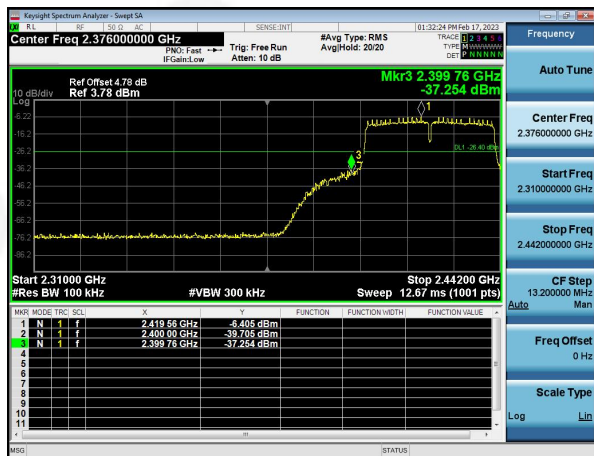 Keysight Spectrum Analyzer - Swept SA
RL RF 50 Ω AC SENSE:INT 01:32:24 PM Feb 17, 2023
Center Freq 2.376000000 GHz
PNO: Fast
IFGain:Low
Trig: Free Run
Atten: 10 dB
#Avg Type: RMS
Avg|Hold: 20/20
TRACE 1 2 3 4 5 6
TYPE M W W W W W
DET P N N N N N
Mkr3 2.399 76 GHz
-37.254 dBm
Ref Offset 4.78 dB
Ref 3.78 dBm
10 dB/div
Log
-6.22
-16.2
-26.2
-36.2
-46.2
-56.2
-66.2
-76.2
-86.2
1
3
DL1 -26.40 dBm
Start 2.31000 GHz Stop 2.44200 GHz
#Res BW 100 kHz #VBW 300 kHz Sweep 12.67 ms (1001 pts)
MKR MODE TRC SCL X Y FUNCTION FUNCTION WIDTH FUNCTION VALUE
1 N 1 f 2.419 56 GHz -6.405 dBm
2 N 1 f 2.400 00 GHz -39.705 dBm
3 N 1 f 2.399 76 GHz -37.254 dBm
4
5
6
7
8
9
10
11
MSG STATUS
Frequency
Auto Tune
Center Freq
2.376000000 GHz
Start Freq
2.310000000 GHz
Stop Freq
2.442000000 GHz
CF Step
13.200000 MHz
Auto Man
Freq Offset
0 Hz
Scale Type
Log Lin